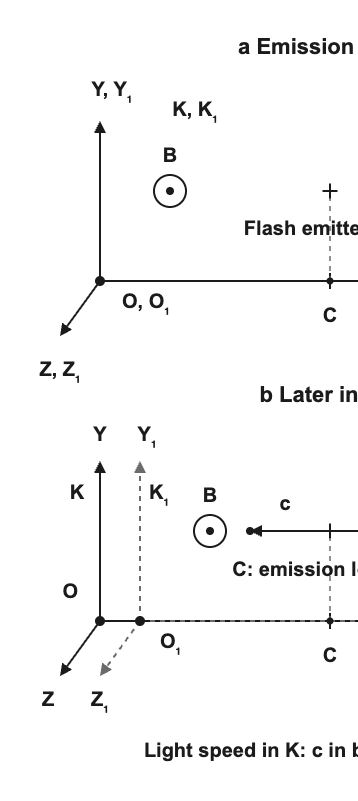 a Emission
Y, Y₁
K, K₁
B
Flash emitte
O, O₁
C
Z, Z₁
b Later in
Y Y₁
K K₁ B c
C: emission l
O
O₁ C
Z Z₁
Light speed in K: c in b